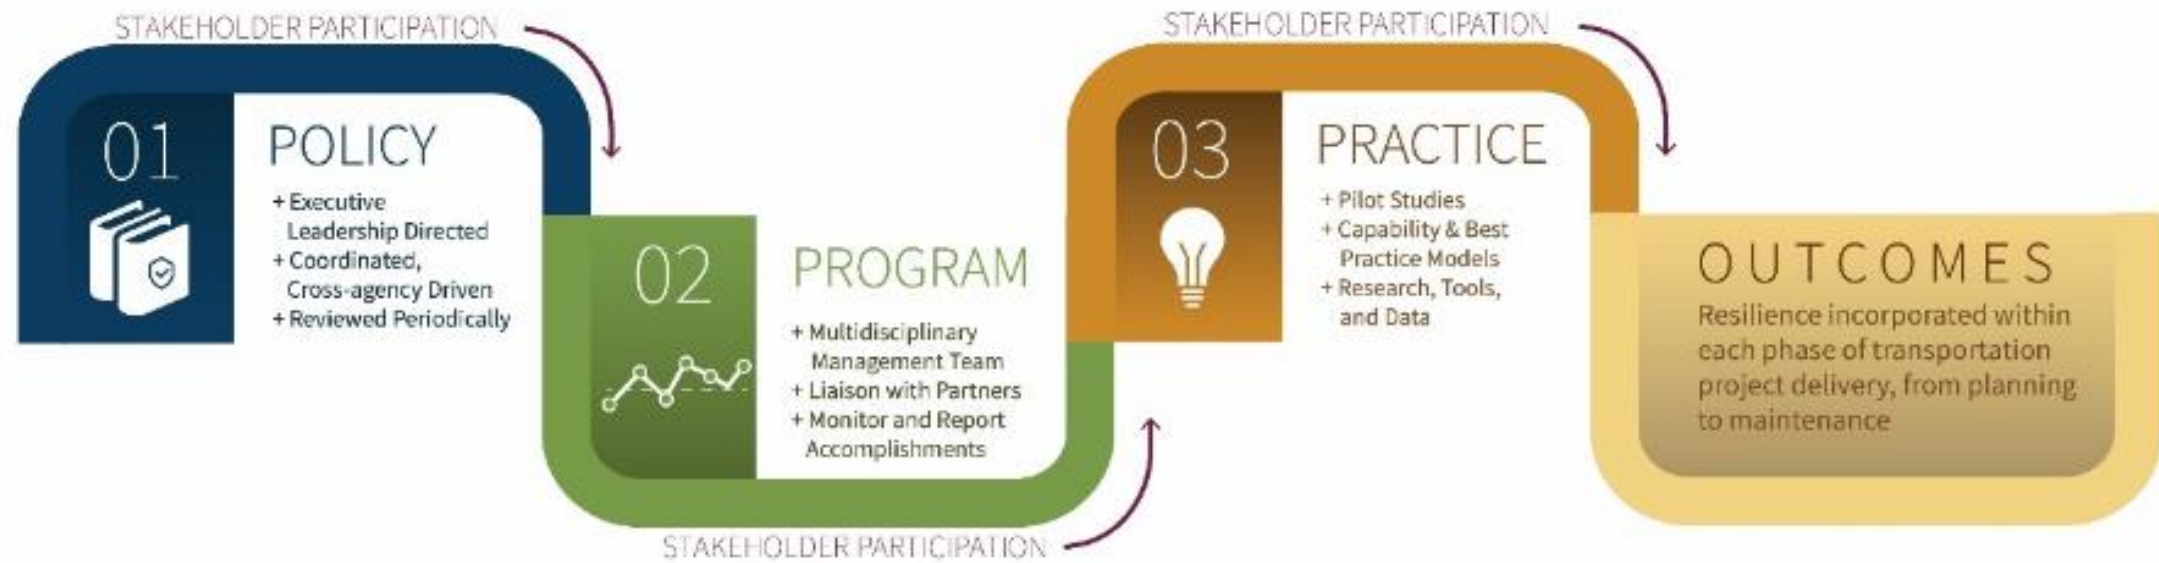 STAKEHOLDER PARTICIPATION
01
POLICY
+ Executive
Leadership Directed
+ Coordinated,
Cross-agency Driven
+ Reviewed Periodically
02
PROGRAM
+ Multidisciplinary
Management Team
+ Liaison with Partners
+ Monitor and Report
Accomplishments
STAKEHOLDER PARTICIPATION
STAKEHOLDER PARTICIPATION
03
PRACTICE
+ Pilot Studies
+ Capability & Best
Practice Models
+ Research, Tools,
and Data
OUTCOMES
Resilience incorporated within
each phase of transportation
project delivery, from planning
to maintenance